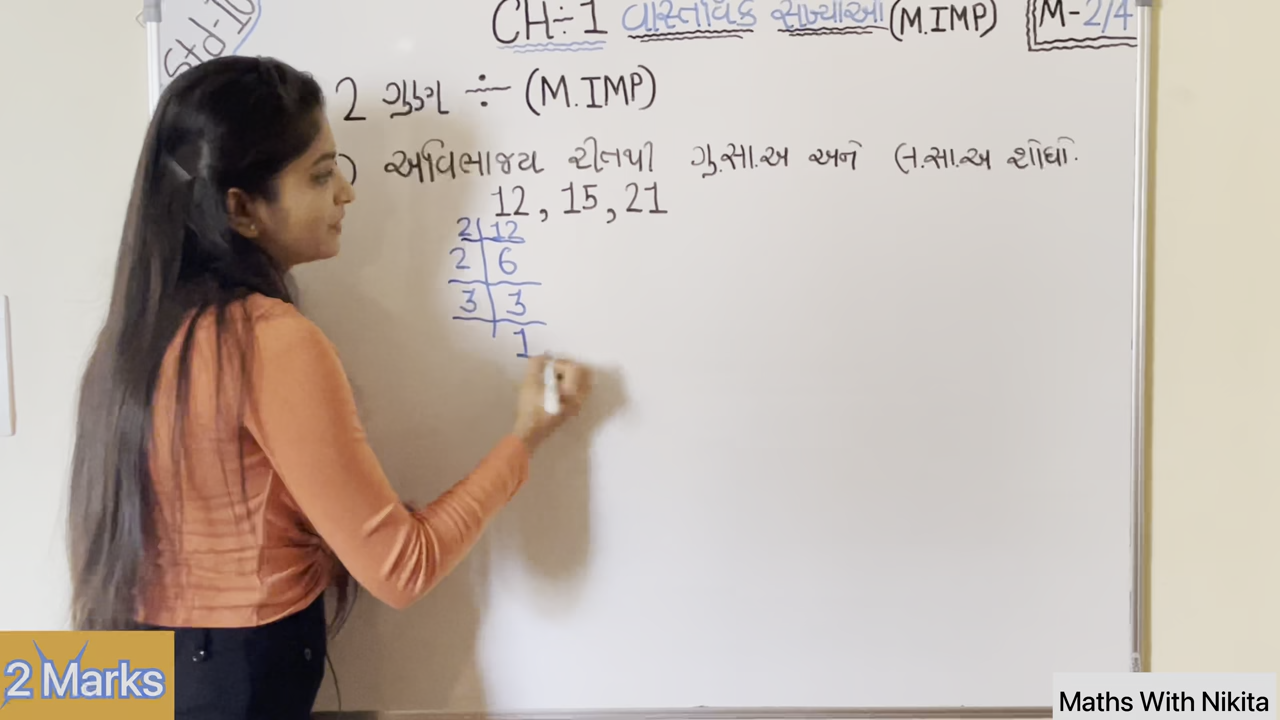 Std-10
CH÷1 વાસ્તવિક સંખ્યાઓ (M.IMP)
M-2/4
2 ગુણ ÷ (M.IMP)
) અવિભાજ્ય રીતથી ગુ.સા.અ અને લ.સા.અ શોધો.
12, 15, 21
2 12
2 6
3 3
1
2 Marks
Maths With Nikita